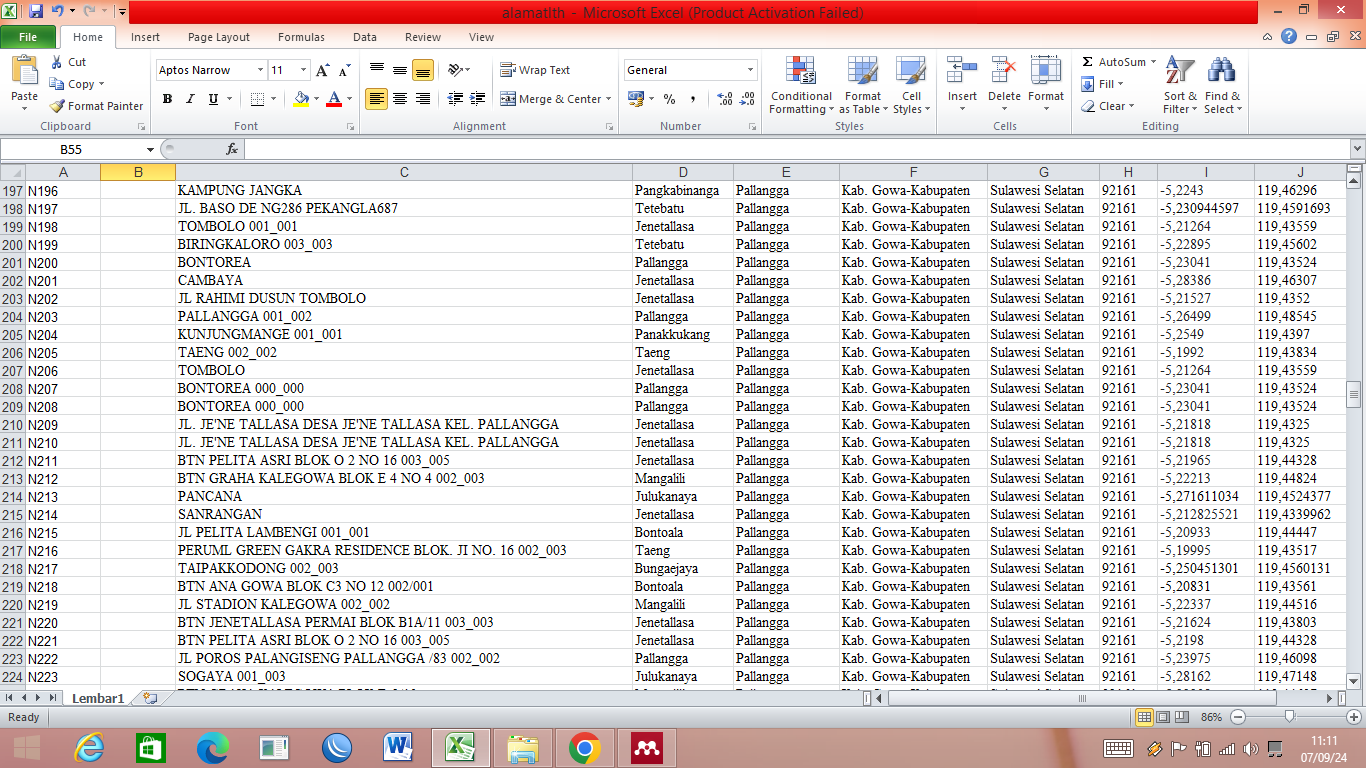 alamatlth - Microsoft Excel (Product Activation Failed)
File Home Insert Page Layout Formulas Data Review View
Paste Cut Copy Format Painter Clipboard
Aptos Narrow 11 B I U Font
Wrap Text Merge & Center Alignment
General % , Number
Conditional Formatting Format as Table Cell Styles Styles
Insert Delete Format Cells
AutoSum Fill Clear Sort & Filter Find & Select Editing
B55 fx
A B C D E F G H I J
197 N196 KAMPUNG JANGKA Pangkabinanga Pallangga Kab. Gowa-Kabupaten Sulawesi Selatan 92161 -5,2243 119,46296
198 N197 JL. BASO DE NG286 PEKANGLA687 Tetebatu Pallangga Kab. Gowa-Kabupaten Sulawesi Selatan 92161 -5,230944597 119,4591693
199 N198 TOMBOLO 001_001 Jenetallasa Pallangga Kab. Gowa-Kabupaten Sulawesi Selatan 92161 -5,21264 119,43559
200 N199 BIRINGKALORO 003_003 Tetebatu Pallangga Kab. Gowa-Kabupaten Sulawesi Selatan 92161 -5,22895 119,45602
201 N200 BONTOREA Pallangga Pallangga Kab. Gowa-Kabupaten Sulawesi Selatan 92161 -5,23041 119,43524
202 N201 CAMBAYA Jenetallasa Pallangga Kab. Gowa-Kabupaten Sulawesi Selatan 92161 -5,28386 119,46307
203 N202 JL RAHIMI DUSUN TOMBOLO Jenetallasa Pallangga Kab. Gowa-Kabupaten Sulawesi Selatan 92161 -5,21527 119,4352
204 N203 PALLANGGA 001_002 Pallangga Pallangga Kab. Gowa-Kabupaten Sulawesi Selatan 92161 -5,26499 119,48545
205 N204 KUNJUNGMANGE 001_001 Panakkukang Pallangga Kab. Gowa-Kabupaten Sulawesi Selatan 92161 -5,2549 119,4397
206 N205 TAENG 002_002 Taeng Pallangga Kab. Gowa-Kabupaten Sulawesi Selatan 92161 -5,1992 119,43834
207 N206 TOMBOLO Jenetallasa Pallangga Kab. Gowa-Kabupaten Sulawesi Selatan 92161 -5,21264 119,43559
208 N207 BONTOREA 000_000 Pallangga Pallangga Kab. Gowa-Kabupaten Sulawesi Selatan 92161 -5,23041 119,43524
209 N208 BONTOREA 000_000 Pallangga Pallangga Kab. Gowa-Kabupaten Sulawesi Selatan 92161 -5,23041 119,43524
210 N209 JL. JE'NE TALLASA DESA JE'NE TALLASA KEL. PALLANGGA Jenetallasa Pallangga Kab. Gowa-Kabupaten Sulawesi Selatan 92161 -5,21818 119,4325
211 N210 JL. JE'NE TALLASA DESA JE'NE TALLASA KEL. PALLANGGA Jenetallasa Pallangga Kab. Gowa-Kabupaten Sulawesi Selatan 92161 -5,21818 119,4325
212 N211 BTN PELITA ASRI BLOK O 2 NO 16 003_005 Jenetallasa Pallangga Kab. Gowa-Kabupaten Sulawesi Selatan 92161 -5,21965 119,44328
213 N212 BTN GRAHA KALEGOWA BLOK E 4 NO 4 002_003 Mangalili Pallangga Kab. Gowa-Kabupaten Sulawesi Selatan 92161 -5,22213 119,44824
214 N213 PANCANA Julukanaya Pallangga Kab. Gowa-Kabupaten Sulawesi Selatan 92161 -5,271611034 119,4524377
215 N214 SANRANGAN Jenetallasa Pallangga Kab. Gowa-Kabupaten Sulawesi Selatan 92161 -5,212825521 119,4339962
216 N215 JL PELITA LAMBENGI 001_001 Bontoala Pallangga Kab. Gowa-Kabupaten Sulawesi Selatan 92161 -5,20933 119,44447
217 N216 PERUML GREEN GAKRA RESIDENCE BLOK. JI NO. 16 002_003 Taeng Pallangga Kab. Gowa-Kabupaten Sulawesi Selatan 92161 -5,19995 119,43517
218 N217 TAIPAKKODONG 002_003 Bungaejaya Pallangga Kab. Gowa-Kabupaten Sulawesi Selatan 92161 -5,250451301 119,4560131
219 N218 BTN ANA GOWA BLOK C3 NO 12 002/001 Bontoala Pallangga Kab. Gowa-Kabupaten Sulawesi Selatan 92161 -5,20831 119,43561
220 N219 JL STADION KALEGOWA 002_002 Mangalili Pallangga Kab. Gowa-Kabupaten Sulawesi Selatan 92161 -5,22337 119,44516
221 N220 BTN JENETALLASA PERMAI BLOK B1A/11 003_003 Jenetallasa Pallangga Kab. Gowa-Kabupaten Sulawesi Selatan 92161 -5,21624 119,43803
222 N221 BTN PELITA ASRI BLOK O 2 NO 16 003_005 Jenetallasa Pallangga Kab. Gowa-Kabupaten Sulawesi Selatan 92161 -5,2198 119,44328
223 N222 JL POROS PALANGISENG PALLANGGA /83 002_002 Pallangga Pallangga Kab. Gowa-Kabupaten Sulawesi Selatan 92161 -5,23975 119,46098
224 N223 SOGAYA 001_003 Julukanaya Pallangga Kab. Gowa-Kabupaten Sulawesi Selatan 92161 -5,28162 119,47148
Lembar1
Ready 86%
11:11
07/09/24